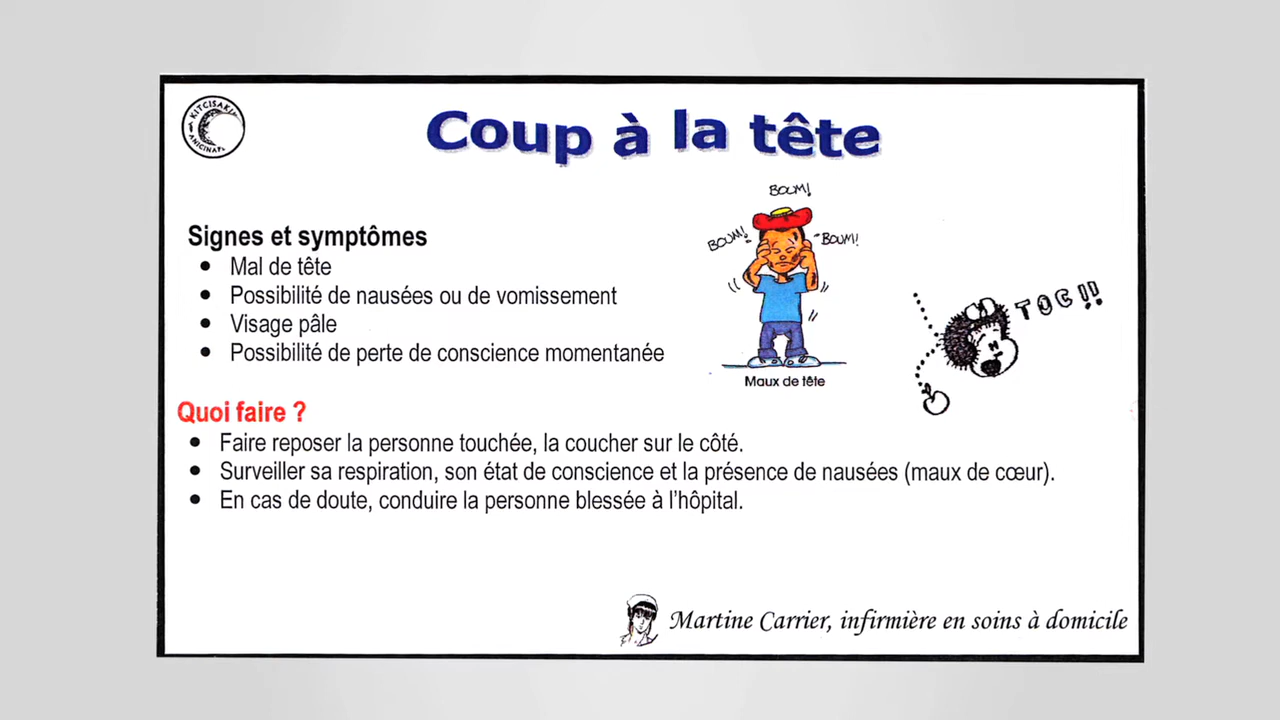 KITCISAKIK
ANICINAPE
Coup à la tête
BOUM!
BOUM!
BOUM!
Signes et symptômes
• Mal de tête
• Possibilité de nausées ou de vomissement
• Visage pâle
• Possibilité de perte de conscience momentanée
TOC!!
Maux de tête
Quoi faire ?
• Faire reposer la personne touchée, la coucher sur le côté.
• Surveiller sa respiration, son état de conscience et la présence de nausées (maux de cœur).
• En cas de doute, conduire la personne blessée à l'hôpital.
Martine Carrier, infirmière en soins à domicile